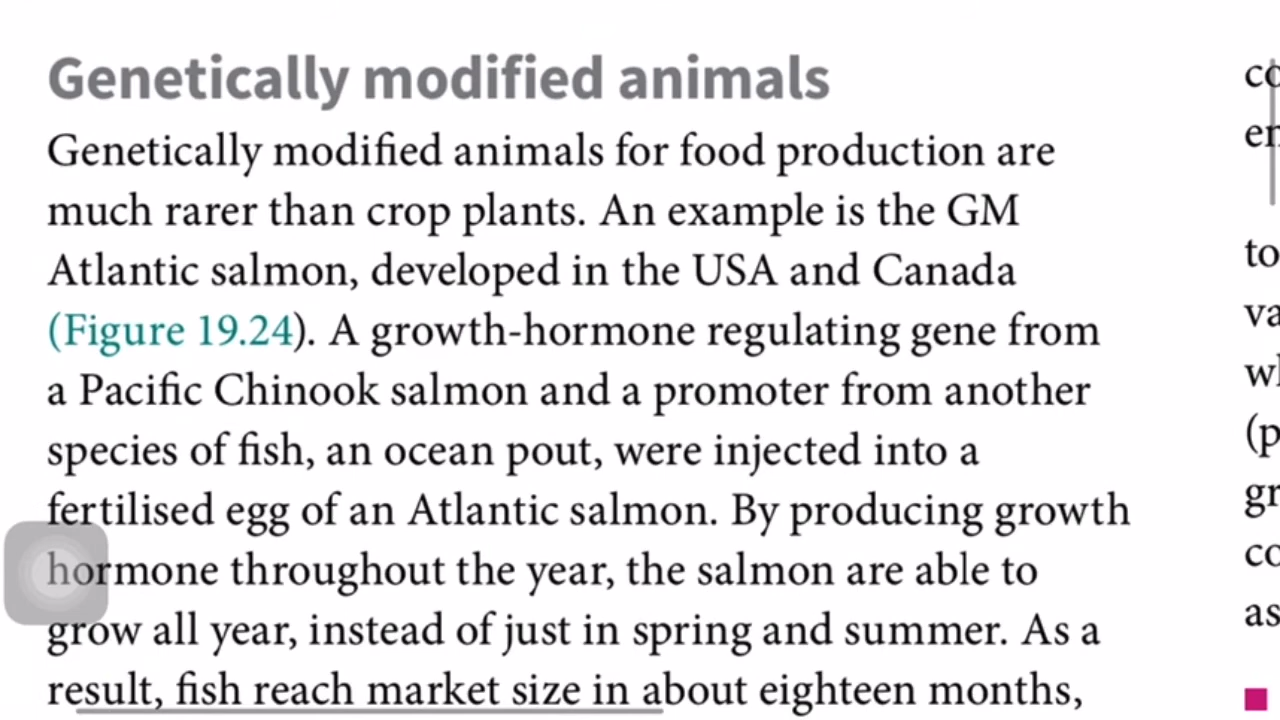 Genetically modified animals
Genetically modified animals for food production are
much rarer than crop plants. An example is the GM
Atlantic salmon, developed in the USA and Canada
(Figure 19.24). A growth-hormone regulating gene from
a Pacific Chinook salmon and a promoter from another
species of fish, an ocean pout, were injected into a
fertilised egg of an Atlantic salmon. By producing growth
hormone throughout the year, the salmon are able to
grow all year, instead of just in spring and summer. As a
result, fish reach market size in about eighteen months,
to
as